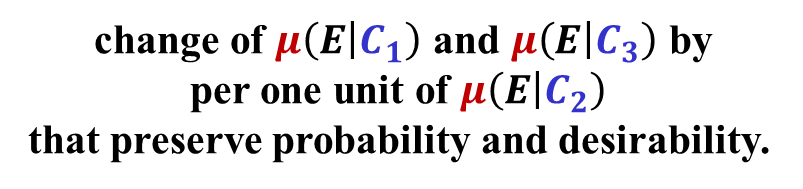 change of μ(E|C₁) and μ(E|C₃) by
per one unit of μ(E|C₂)
that preserve probability and desirability.